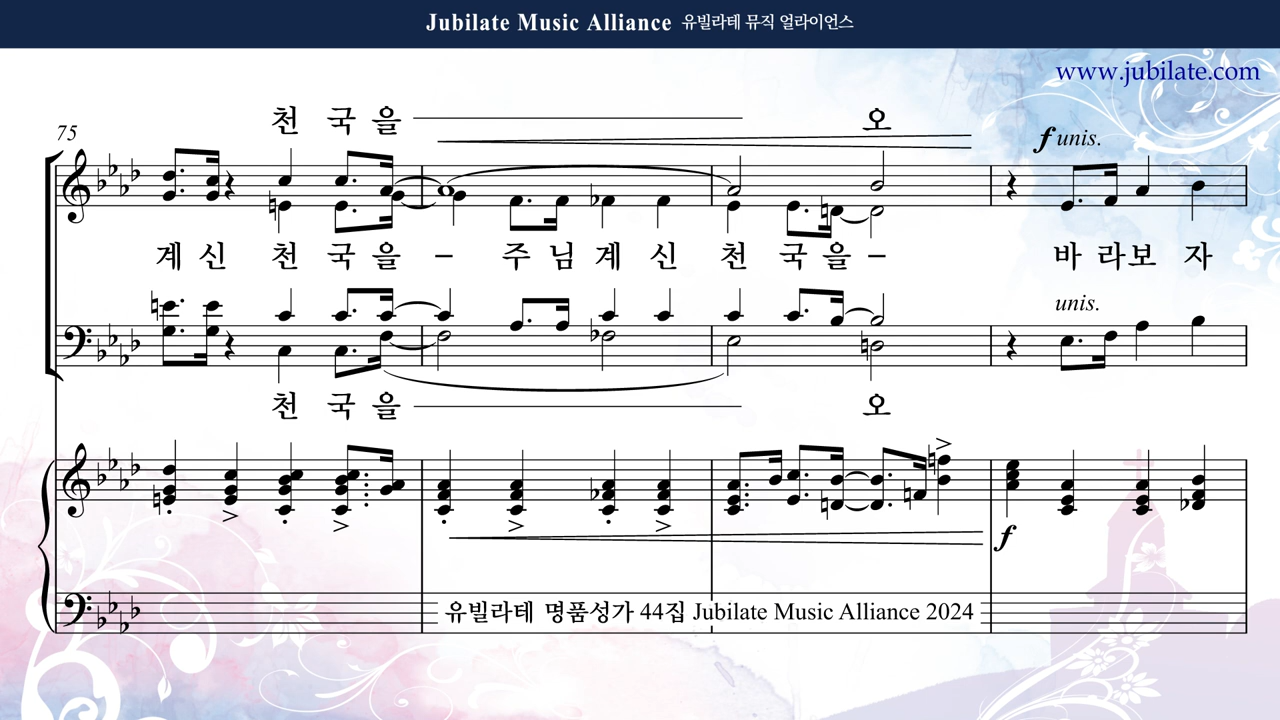 Jubilate Music Alliance 유빌라테 뮤직 얼라이언스
www.jubilate.com
75
천 국 을 오
f unis.
계 신 천 국 을 – 주 님 계 신 천 국 을 – 바 라 보 자
unis.
천 국 을 오
f
유빌라테 명품성가 44집 Jubilate Music Alliance 2024